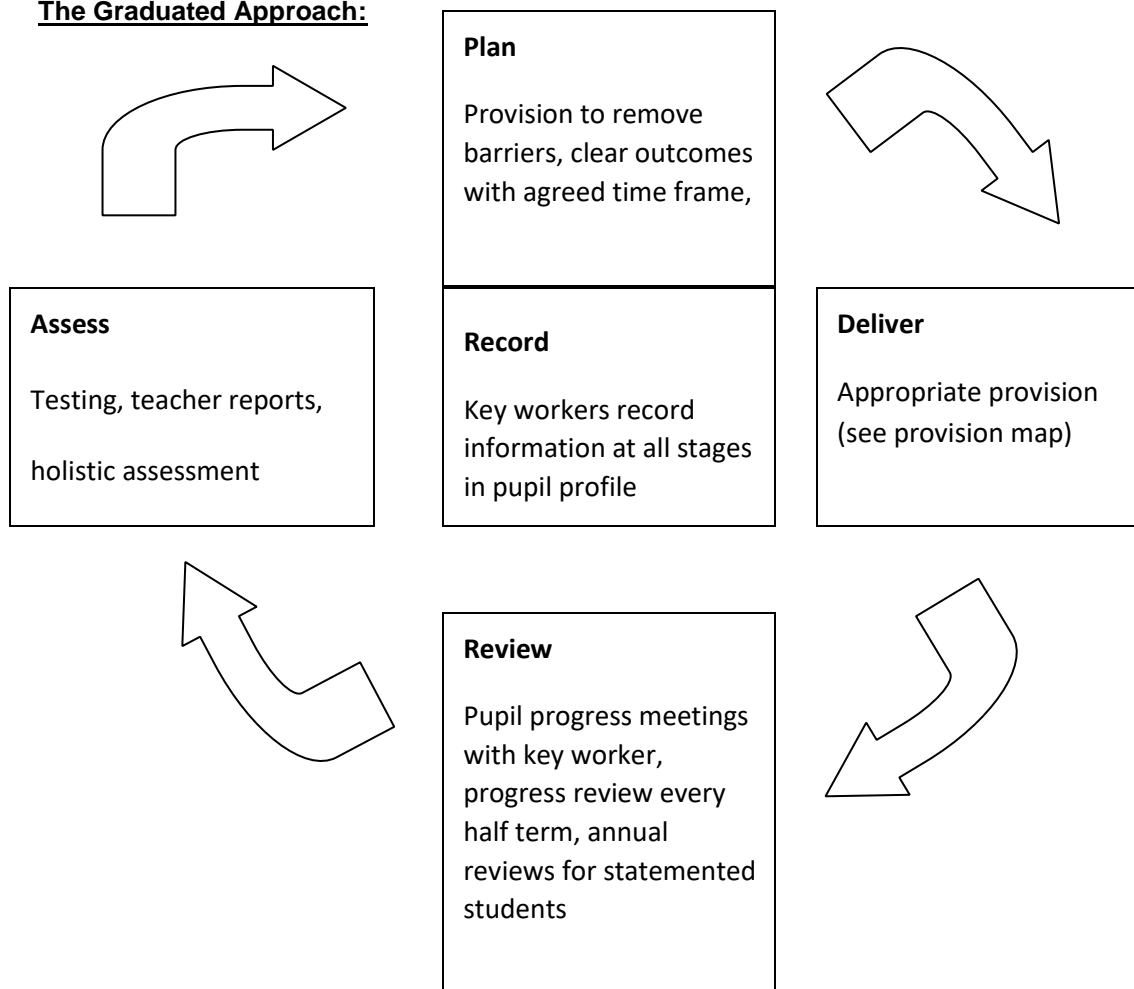 The Graduated Approach:
Plan
Provision to remove
barriers, clear outcomes
with agreed time frame,
Assess
Testing, teacher reports,
holistic assessment
Record
Key workers record
information at all stages
in pupil profile
Deliver
Appropriate provision
(see provision map)
Review
Pupil progress meetings
with key worker,
progress review every
half term, annual
reviews for statemented
students